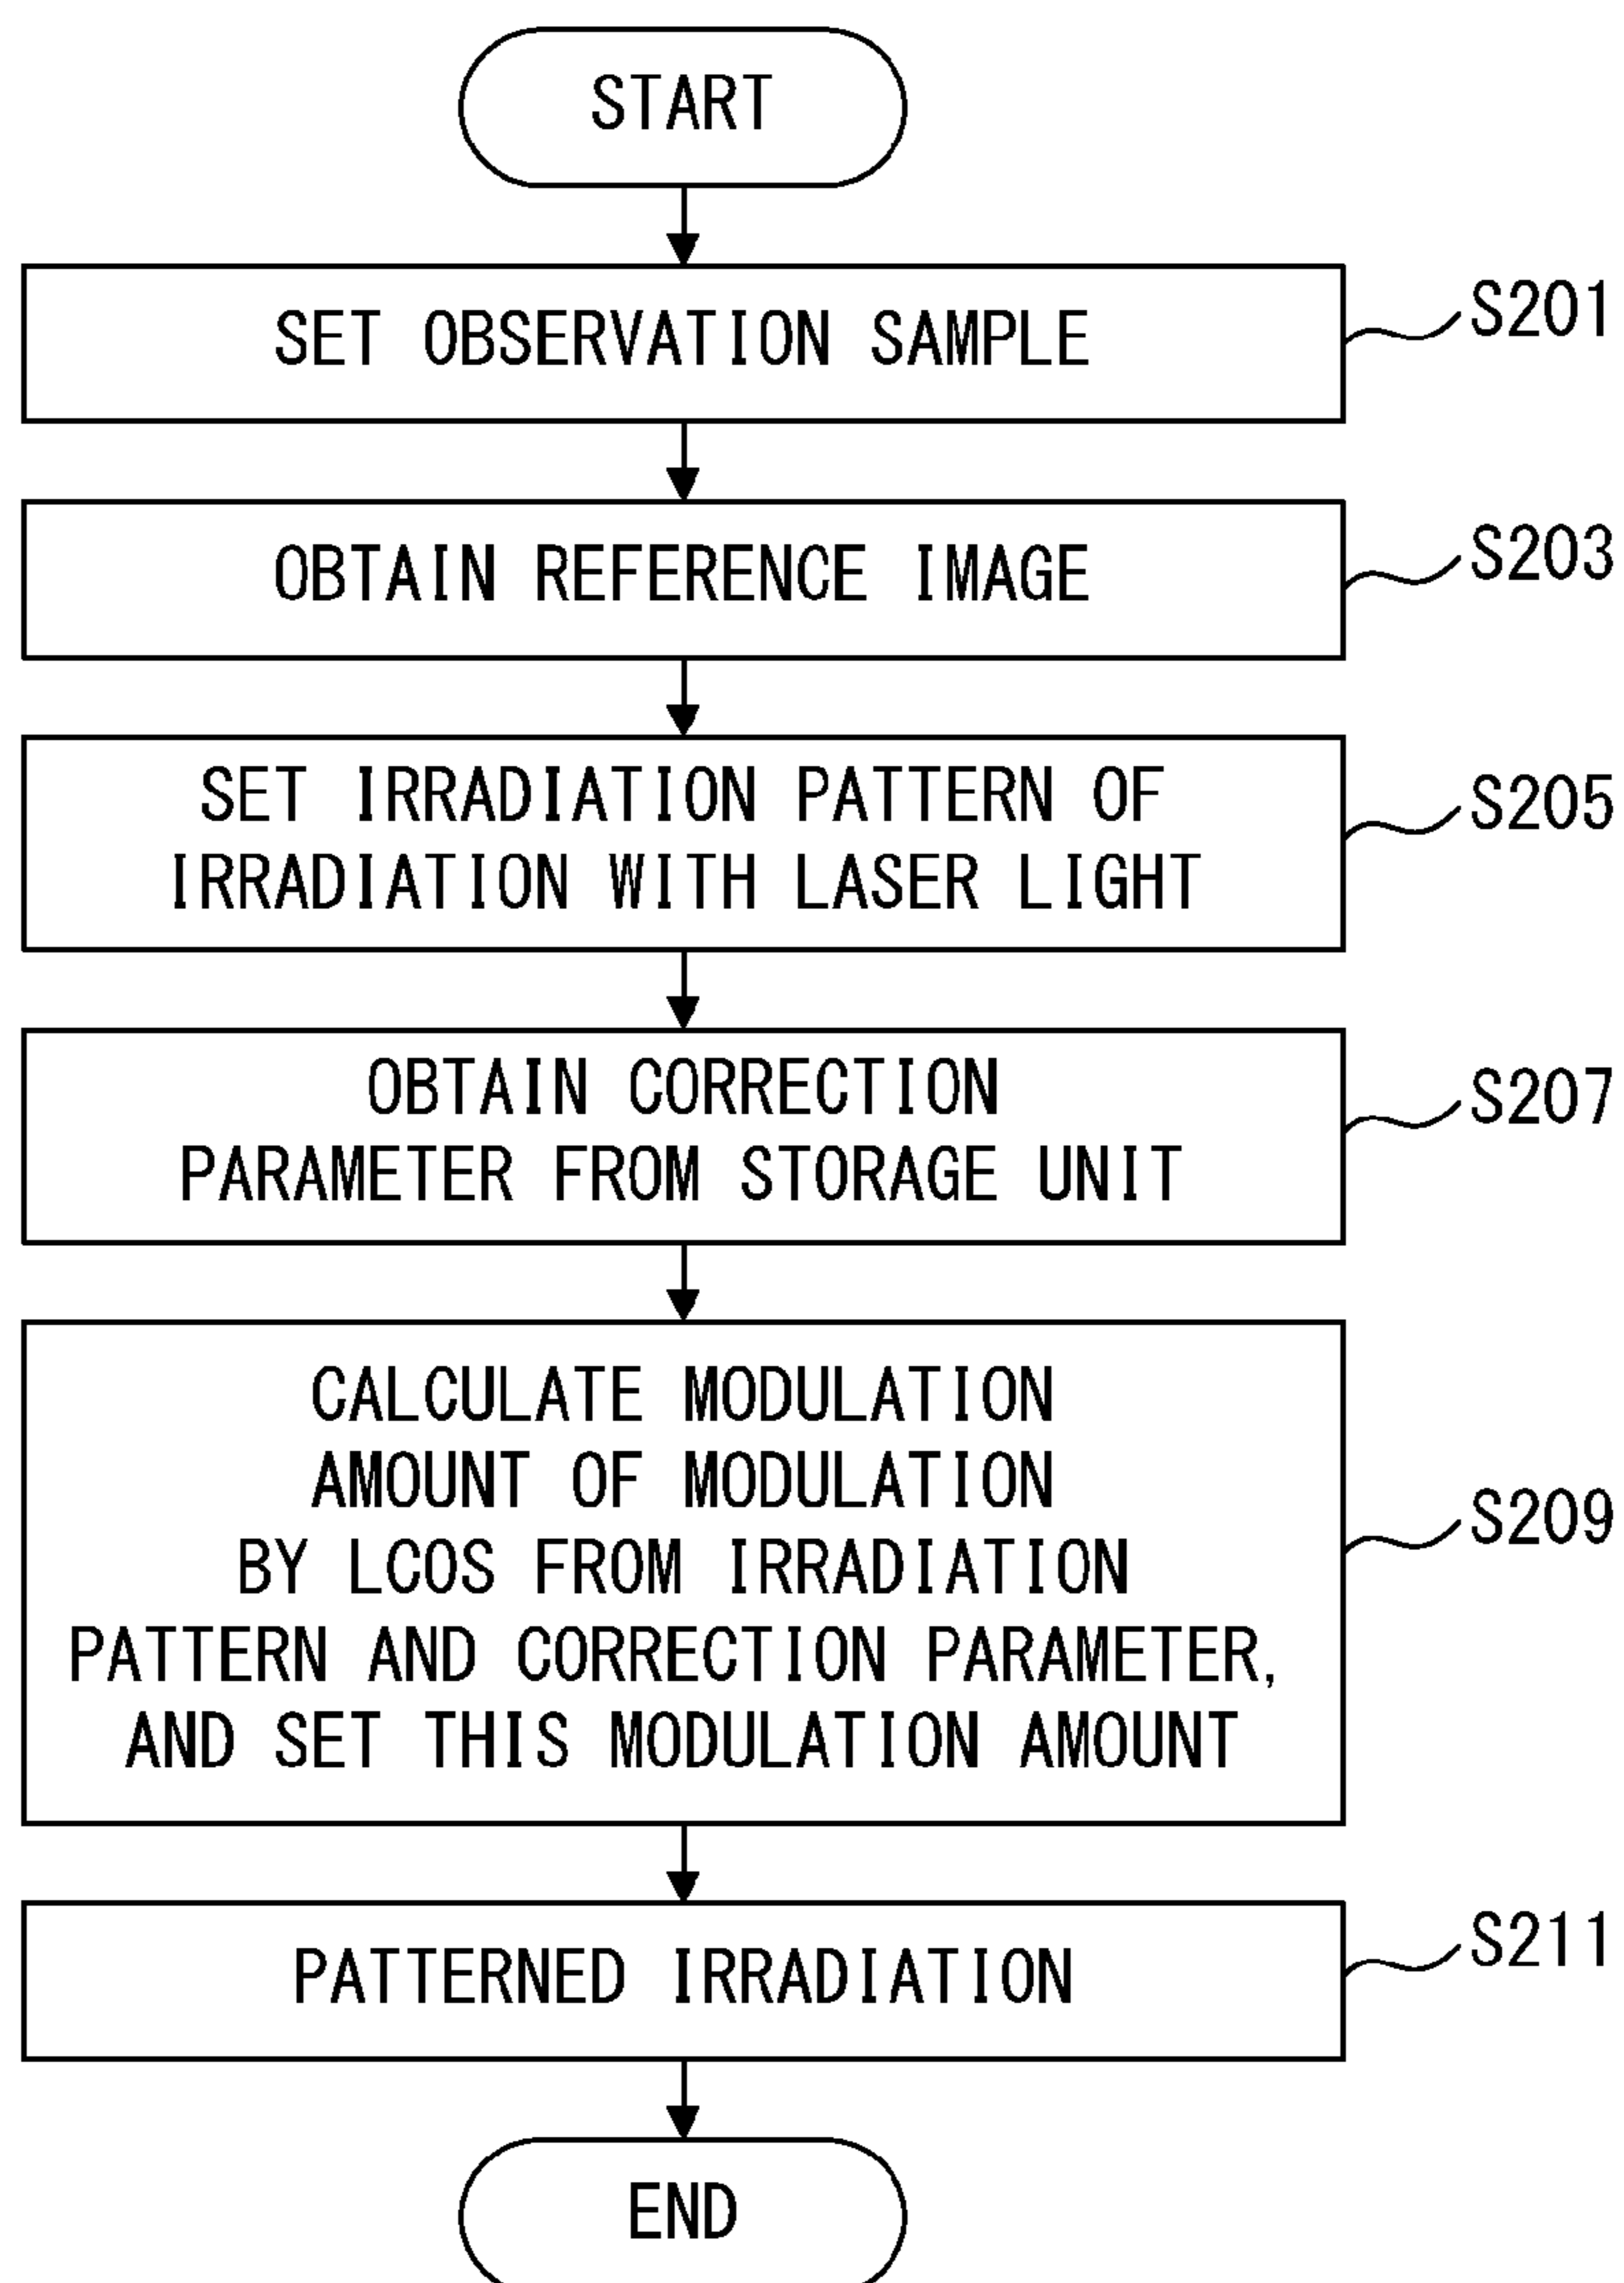 START
SET OBSERVATION SAMPLE
S201
OBTAIN REFERENCE IMAGE
S203
SET IRRADIATION PATTERN OF
IRRADIATION WITH LASER LIGHT
S205
OBTAIN CORRECTION
PARAMETER FROM STORAGE UNIT
S207
CALCULATE MODULATION
AMOUNT OF MODULATION
BY LCOS FROM IRRADIATION
PATTERN AND CORRECTION PARAMETER,
AND SET THIS MODULATION AMOUNT
S209
PATTERNED IRRADIATION
S211
END